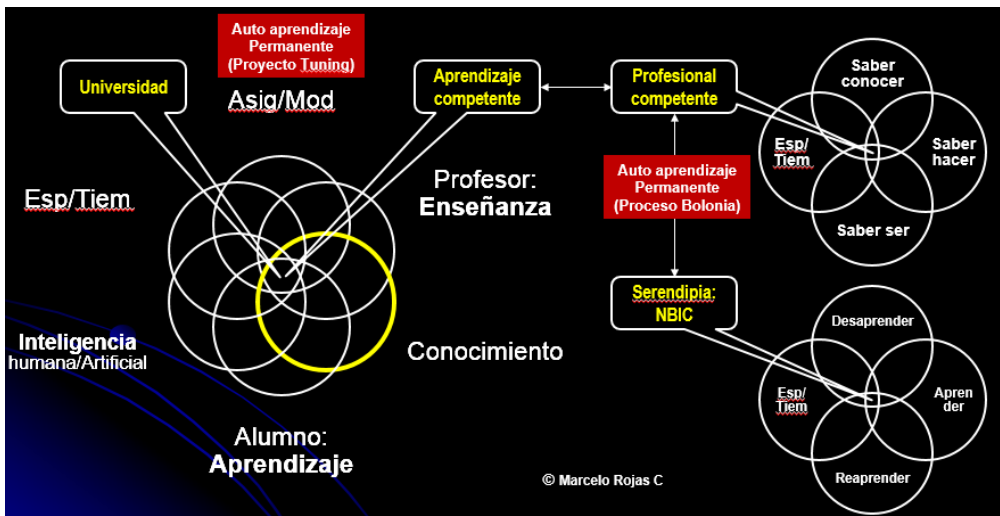 Auto aprendizaje
Permanente
(Proyecto Tuning)
Universidad
Asig/Mod
Aprendizaje
competente
Profesional
competente
Saber
conocer
Esp/
Tiem
Saber
hacer
Saber ser
Esp/Tiem
Profesor:
Enseñanza
Auto aprendizaje
Permanente
(Proceso Bolonia)
Serendipia:
NBIC
Inteligencia
humana/Artificial
Conocimiento
Desaprender
Esp/
Tiem
Apren
der
Reaprender
Alumno:
Aprendizaje
© Marcelo Rojas C